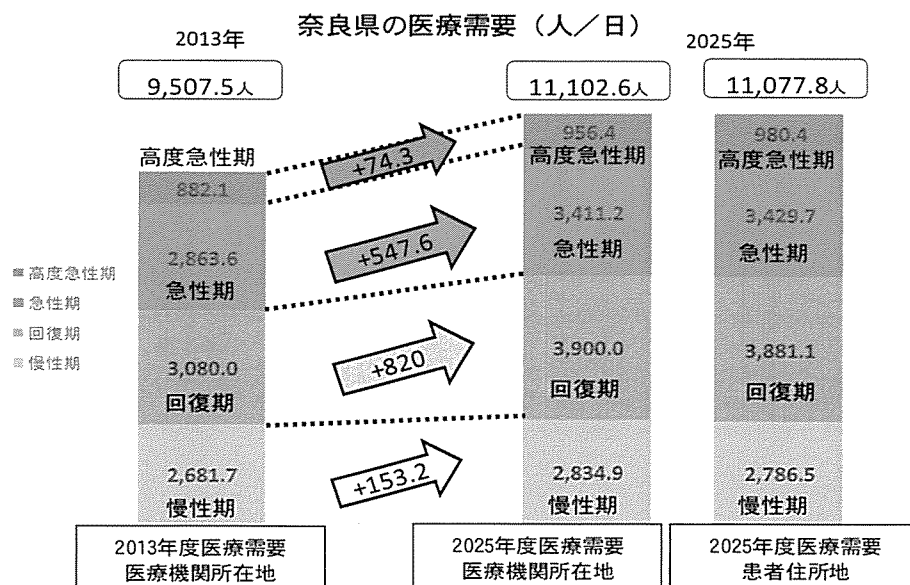 奈良県の医療需要（人／日）
2013年
2025年
9,507.5人
11,102.6人
11,077.8人
高度急性期
882.1
2,863.6
急性期
3,080.0
回復期
2,681.7
慢性期
+74.3
+547.6
+820
+153.2
956.4
高度急性期
3,411.2
急性期
3,900.0
回復期
2,834.9
慢性期
980.4
高度急性期
3,429.7
急性期
3,881.1
回復期
2,786.5
慢性期
高度急性期
急性期
回復期
慢性期
2013年度医療需要
医療機関所在地
2025年度医療需要
医療機関所在地
2025年度医療需要
患者住所地